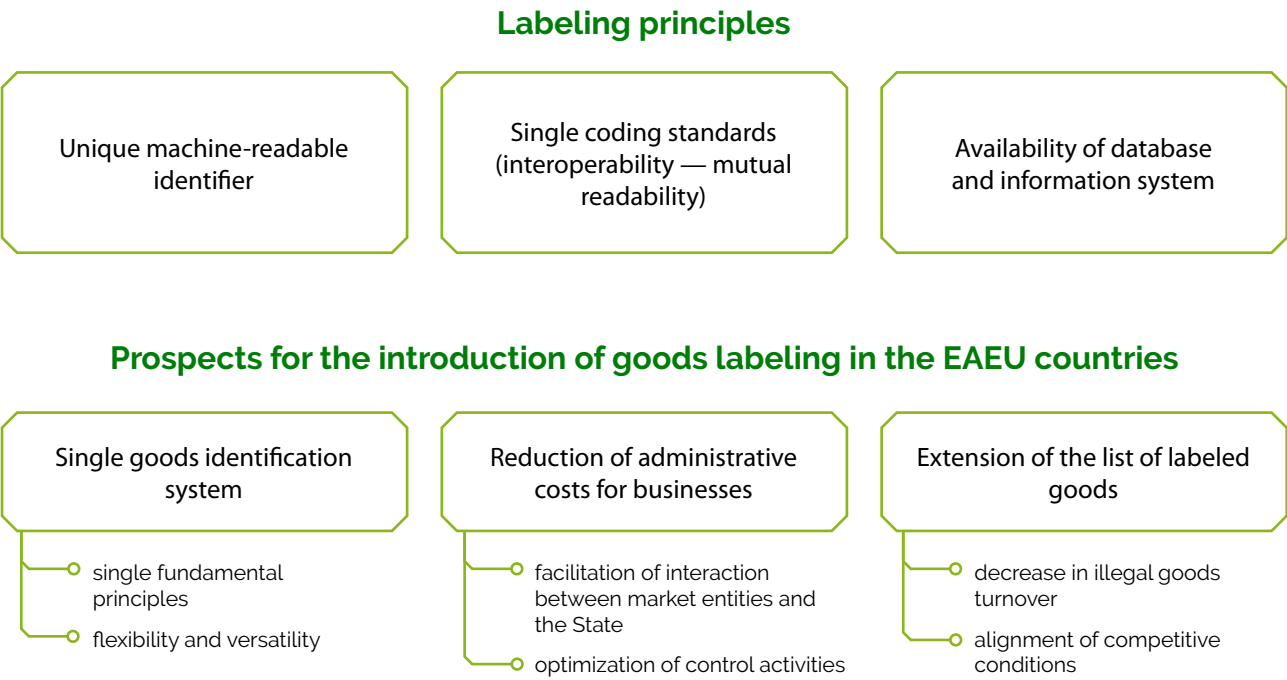 Labeling principles
Unique machine-readable
identifier
Single coding standards
(interoperability — mutual
readability)
Availability of database
and information system
Prospects for the introduction of goods labeling in the EAEU countries
Single goods identification
system
single fundamental
principles
flexibility and versatility
Reduction of administrative
costs for businesses
facilitation of interaction
between market entities and
the State
optimization of control activities
Extension of the list of labeled
goods
decrease in illegal goods
turnover
alignment of competitive
conditions